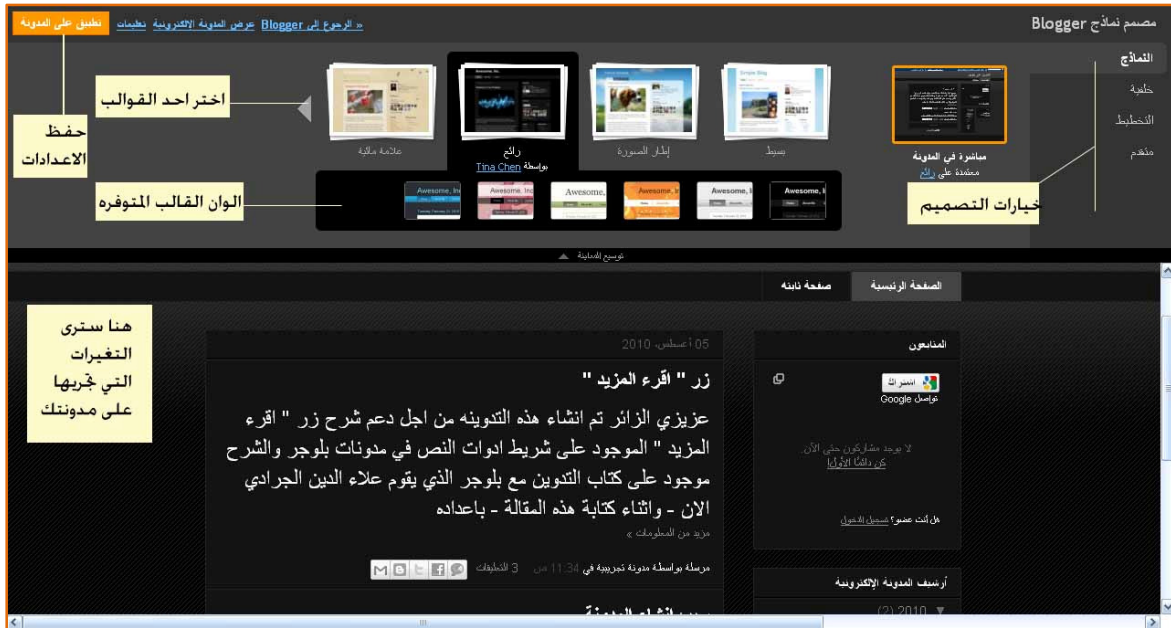 مصمم نماذج Blogger
« الرجوع إلى Blogger عرض المدونة الإلكترونية تعليمات تطبيق على المدونة
النماذج
خلفية
التخطيط
متقدم
خيارات التصميم
مباشرة في المدونة
معتمدة على رائع
بسيط
إطار الصورة
رائع
بواسطة Tina Chen
علامة مائية
اختر احد القوالب
حفظ
الاعدادات
الوان القالب المتوفره
توسيع المعاينة
الصفحة الرئيسية
صفحة ثابته
هنا سترى
التغيرات
التي تجريها
على مدونتك
المتابعون
اشتراك
تواصل Google
لا يوجد مشاركون حتى الآن.
كن دائمًا الأول!
هل أنت عضو؟ تسجيل الدخول
أرشيف المدونة الإلكترونية
▼ 2010 (2)
05 أغسطس، 2010
زر " اقرء المزيد "
عزيزي الزائر تم انشاء هذه التدوينه من اجل دعم شرح زر " اقرء
المزيد " الموجود على شريط ادوات النص في مدونات بلوجر والشرح
موجود على كتاب التدوين مع بلوجر الذي يقوم علاء الدين الجرادي
الان - واثناء كتابة هذه المقالة - باعداده
مزيد من المعلومات »
مرسلة بواسطة مدونة تجريبية في 11:34 ص 3 التعليقات